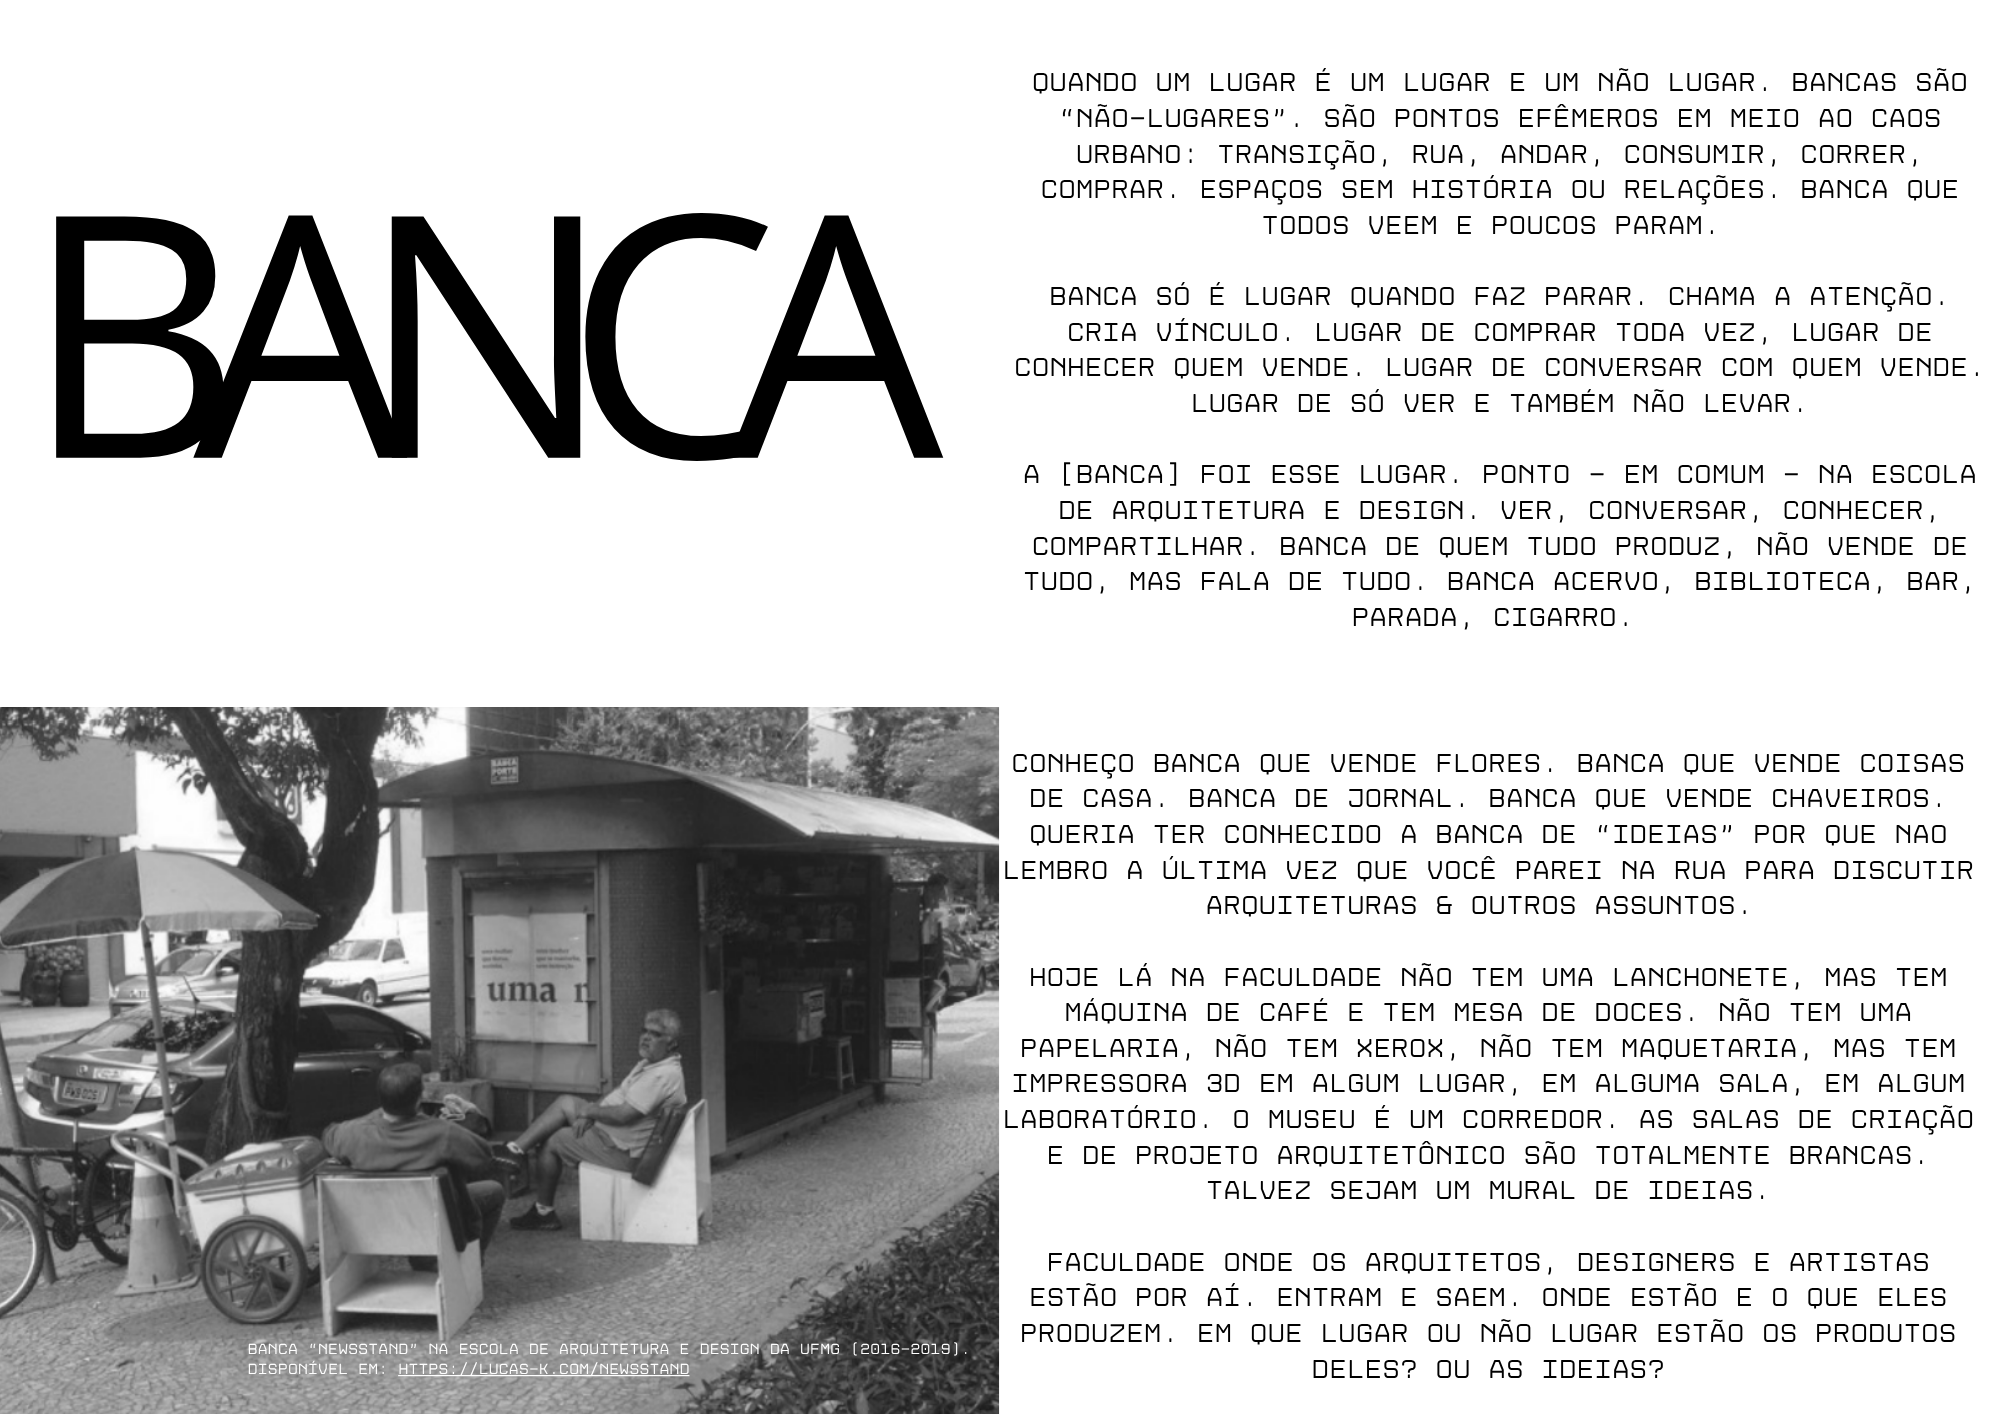 BANCA
QUANDO UM LUGAR É UM LUGAR E UM NÃO LUGAR. BANCAS SÃO
“NÃO-LUGARES”. SÃO PONTOS EFÊMEROS EM MEIO AO CAOS
URBANO: TRANSIÇÃO, RUA, ANDAR, CONSUMIR, CORRER,
COMPRAR. ESPAÇOS SEM HISTÓRIA OU RELAÇÕES. BANCA QUE
TODOS VEEM E POUCOS PARAM.
BANCA SÓ É LUGAR QUANDO FAZ PARAR. CHAMA A ATENÇÃO.
CRIA VÍNCULO. LUGAR DE COMPRAR TODA VEZ, LUGAR DE
CONHECER QUEM VENDE. LUGAR DE CONVERSAR COM QUEM VENDE.
LUGAR DE SÓ VER E TAMBÉM NÃO LEVAR.
A [BANCA] FOI ESSE LUGAR. PONTO - EM COMUM - NA ESCOLA
DE ARQUITETURA E DESIGN. VER, CONVERSAR, CONHECER,
COMPARTILHAR. BANCA DE QUEM TUDO PRODUZ, NÃO VENDE DE
TUDO, MAS FALA DE TUDO. BANCA ACERVO, BIBLIOTECA, BAR,
PARADA, CIGARRO.
BANCA
PONTE
uma n
BANCA “NEWSSTAND” NA ESCOLA DE ARQUITETURA E DESIGN DA UFMG (2016-2019).
DISPONÍVEL EM: HTTPS://LUCAS-K.COM/NEWSSTAND
CONHEÇO BANCA QUE VENDE FLORES. BANCA QUE VENDE COISAS
DE CASA. BANCA DE JORNAL. BANCA QUE VENDE CHAVEIROS.
QUERIA TER CONHECIDO A BANCA DE “IDEIAS” POR QUE NAO
LEMBRO A ÚLTIMA VEZ QUE VOCÊ PAREI NA RUA PARA DISCUTIR
ARQUITETURAS & OUTROS ASSUNTOS.
HOJE LÁ NA FACULDADE NÃO TEM UMA LANCHONETE, MAS TEM
MÁQUINA DE CAFÉ E TEM MESA DE DOCES. NÃO TEM UMA
PAPELARIA, NÃO TEM XEROX, NÃO TEM MAQUETARIA, MAS TEM
IMPRESSORA 3D EM ALGUM LUGAR, EM ALGUMA SALA, EM ALGUM
LABORATÓRIO. O MUSEU É UM CORREDOR. AS SALAS DE CRIAÇÃO
E DE PROJETO ARQUITETÔNICO SÃO TOTALMENTE BRANCAS.
TALVEZ SEJAM UM MURAL DE IDEIAS.
FACULDADE ONDE OS ARQUITETOS, DESIGNERS E ARTISTAS
ESTÃO POR AÍ. ENTRAM E SAEM. ONDE ESTÃO E O QUE ELES
PRODUZEM. EM QUE LUGAR OU NÃO LUGAR ESTÃO OS PRODUTOS
DELES? OU AS IDEIAS?